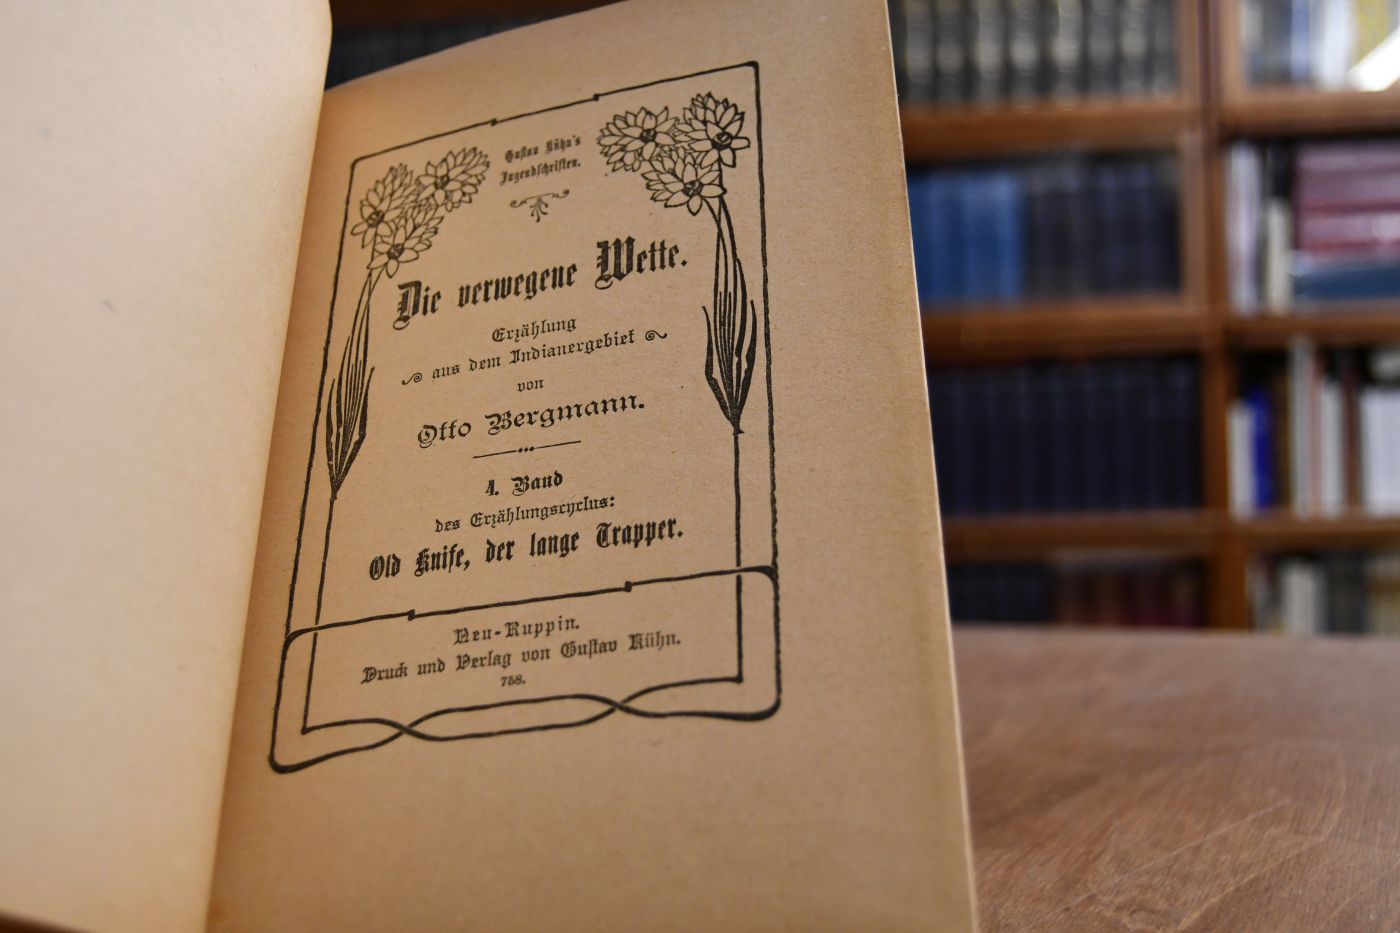 Gustav Kühn's
Jugendschriften.
Die verwegene Wette.
Erzählung
aus dem Indianergebiet
von
Otto Bergmann.
4. Band
des Erzählungscyclus:
Old Knife, der lange Trapper.
Neu-Ruppin.
Druck und Verlag von Gustav Kühn.
758.